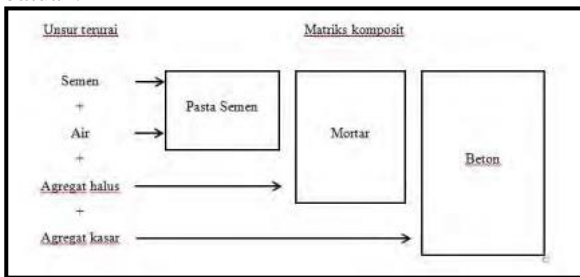 Unsur terurai
Matriks komposit
Semen
+
Pasta Semen
Air
Mortar
+
Beton
Agregat halus
+
Agregat kasar